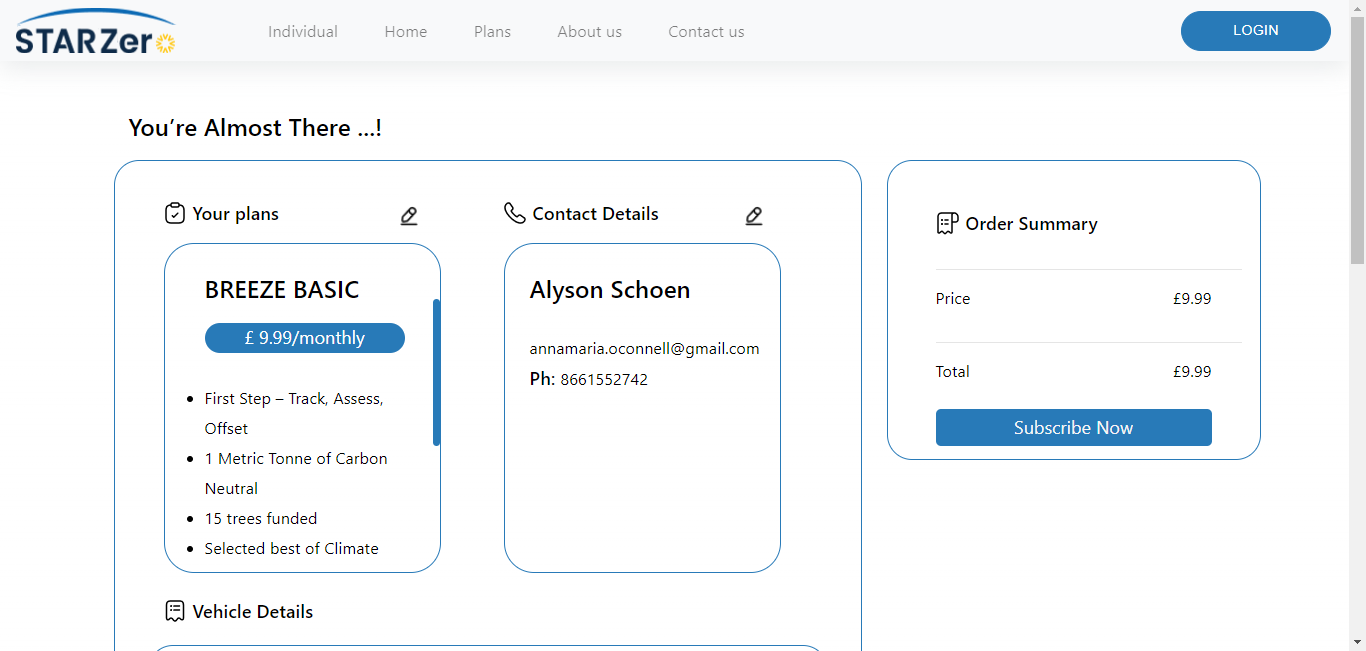 STARZero
Individual
Home
Plans
About us
Contact us
LOGIN
You’re Almost There ...!
Your plans
BREEZE BASIC
£ 9.99/monthly
First Step – Track, Assess,
Offset
1 Metric Tonne of Carbon
Neutral
15 trees funded
Selected best of Climate
Contact Details
Alyson Schoen
annamaria.oconnell@gmail.com
Ph: 8661552742
Vehicle Details
Order Summary
Price £9.99
Total £9.99
Subscribe Now